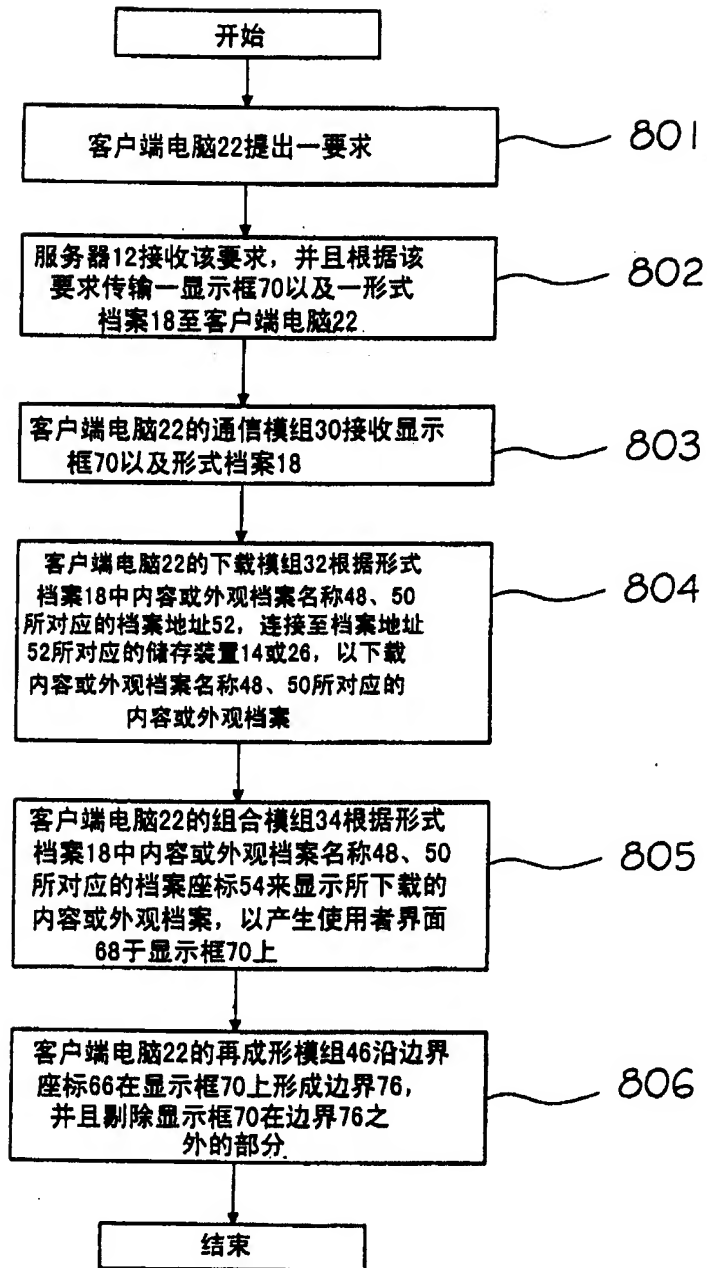 开始
客户端电脑22提出一要求
801
服务器12接收该要求，并且根据该
要求传输一显示框70以及一形式
档案18至客户端电脑22
802
客户端电脑22的通信模组30接收显示
框70以及形式档案18
803
客户端电脑22的下载模组32根据形式
档案18中内容或外观档案名称48、50
所对应的档案地址52，连接至档案地址
52所对应的储存装置14或26，以下载
内容或外观档案名称48、50所对应的
内容或外观档案
804
客户端电脑22的组合模组34根据形式
档案18中内容或外观档案名称48、50
所对应的档案座标54来显示所下载的
内容或外观档案，以产生使用者界面
68于显示框70上
805
客户端电脑22的再成形模组46沿边界
座标66在显示框70上形成边界76，
并且剔除显示框70在边界76之
外的部分
806
结束